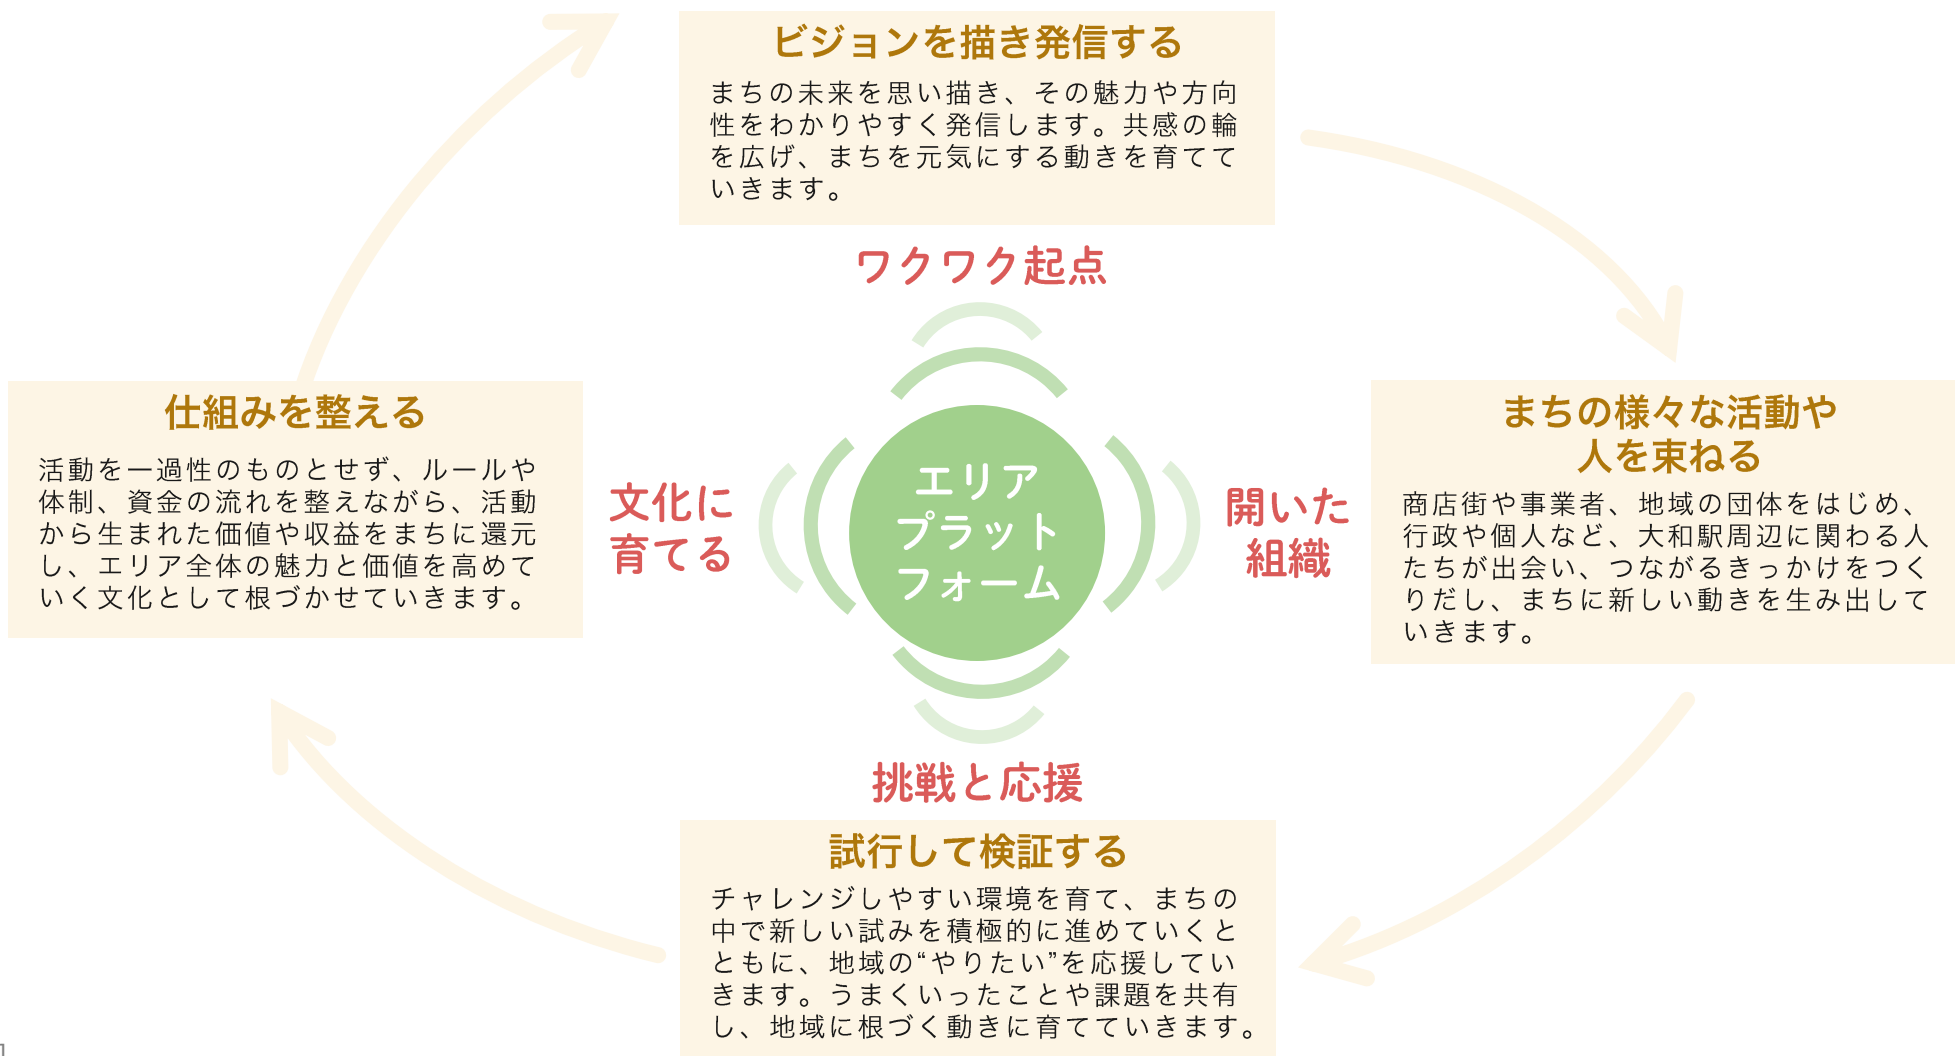 ビジョンを描き発信する
まちの未来を思い描き、その魅力や方向
性をわかりやすく発信します。共感の輪
を広げ、まちを元気にする動きを育てて
いきます。
ワクワク起点
仕組みを整える
活動を一過性のものとせず、ルールや
体制、資金の流れを整えながら、活動
から生まれた価値や収益をまちに還元
し、エリア全体の魅力と価値を高めて
いく文化として根づかせていきます。
文化に
育てる
エリア
プラット
フォーム
開いた
組織
まちの様々な活動や
人を束ねる
商店街や事業者、地域の団体をはじめ、
行政や個人など、大和駅周辺に関わる人
たちが出会い、つながるきっかけをつく
りだし、まちに新しい動きを生み出して
いきます。
挑戦と応援
試行して検証する
チャレンジしやすい環境を育て、まちの
中で新しい試みを積極的に進めていくと
ともに、地域の“やりたい”を応援してい
きます。うまくいったことや課題を共有
し、地域に根づく動きに育てていきます。